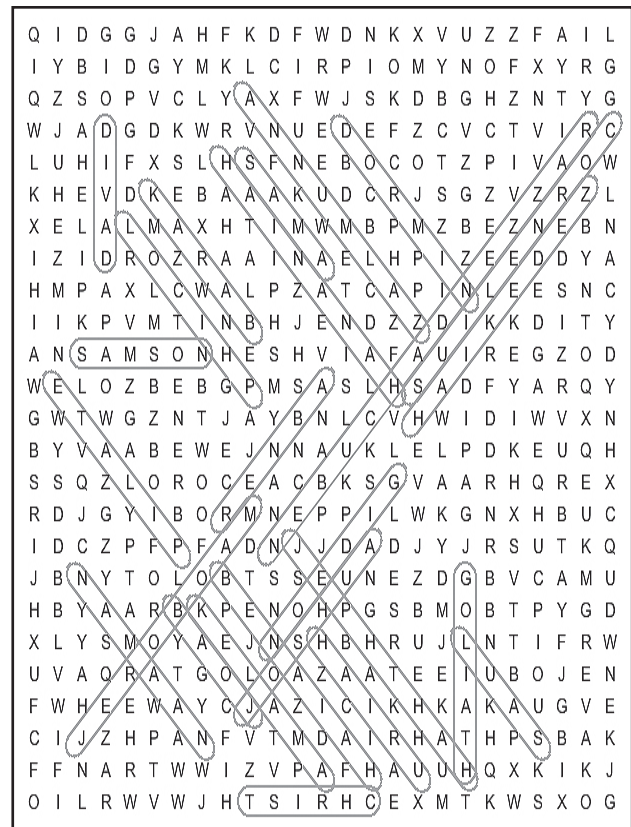 Q I D G G J A H F K D F W D N K X V U Z Z F A I L
I Y B I D G Y M K L C I R P I O M Y N O F X Y R G
Q Z S O P V C L Y A X F W J S K D B G H Z N T Y G
W J A D G D K W R V N U E D E F Z C V C T V I R C
L U H I F X S L H S F N E B O C O T Z P I V A O W
K H E V D K E B A A A K U D C R J S G Z V Z R Z L
X E L A L M A X H T I M W M B P M Z B E Z N E B N
I Z I D R O Z R A A I N A E L H P I Z E E D D Y A
H M P A X L C W A L P Z A T C A P I N L E E S N C
I I K P V M T I N B H J E N D Z Z D I K K D I T Y
A N S A M S O N H E S H V I A F A U I R E G Z O D
W E L O Z B E B G P M S A S L H S A D F Y A R Q Y
G W T W G Z N T J A Y B N L C V H W I D I W V X N
B Y V A A B E W E J N N A U K L E L P D K E U Q H
S S Q Z L O R O C E A C B K S G V A A R H Q R E X
R D J G Y I B O R M N E P P I L W K G N X H B U C
I D C Z P F P F A D N J J D A D J Y J R S U T K Q
J B N Y T O L O B T S S E U N E Z D G B V C A M U
H B Y A A R B K P E N O H P G S B M O B T P Y G D
X L Y S M O Y A E J N S H B H R U J L N T I F R W
U V A Q R A T G O L O A Z A A T E E I U B O J E N
F W H E E W A Y C J A Z I C I K H K A K A U G V E
C I J Z H P A N F V T M D A I R H A T H P S B A K
F F N A R T W W I Z V P A F H A U U H Q X K I K J
O I L R W V W J H T S I R H C E X M T K W S X O G